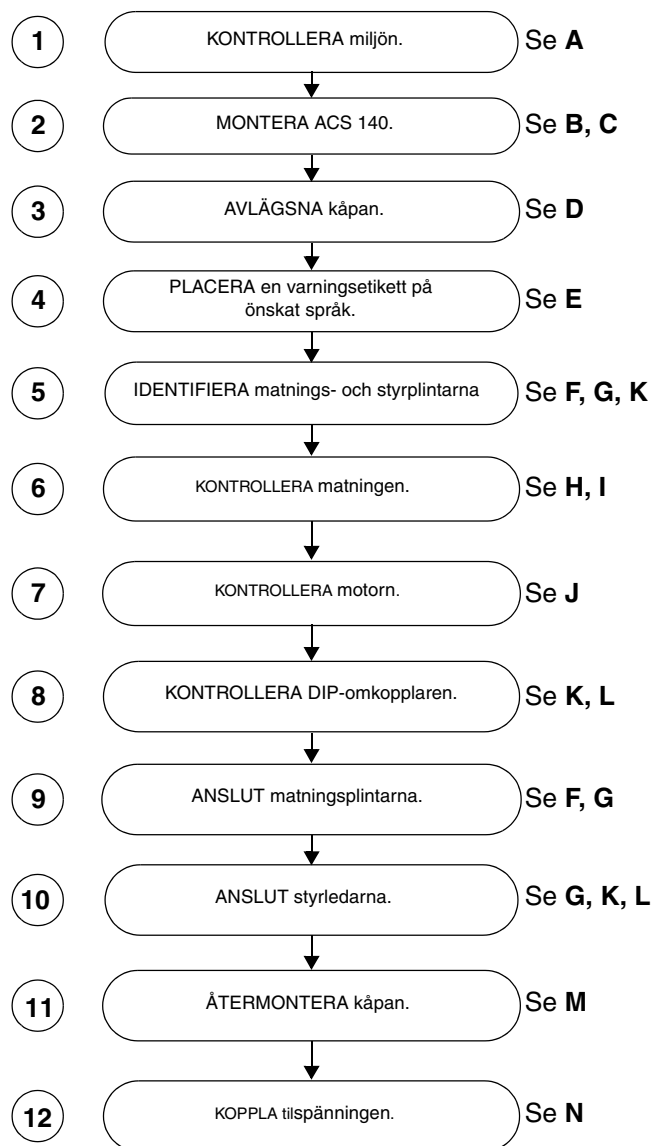 1 KONTROLLERA miljön. Se A
2 MONTERA ACS 140. Se B, C
3 AVLÄGSNA kåpan. Se D
4 PLACERA en varningsetikett på
önskat språk. Se E
5 IDENTIFIERA matnings- och styrplintarna Se F, G, K
6 KONTROLLERA matningen. Se H, I
7 KONTROLLERA motorn. Se J
8 KONTROLLERA DIP-omkopplaren. Se K, L
9 ANSLUT matningsplintarna. Se F, G
10 ANSLUT styrledarna. Se G, K, L
11 ÅTERMONTERA kåpan. Se M
12 KOPPLA tilspänningen. Se N